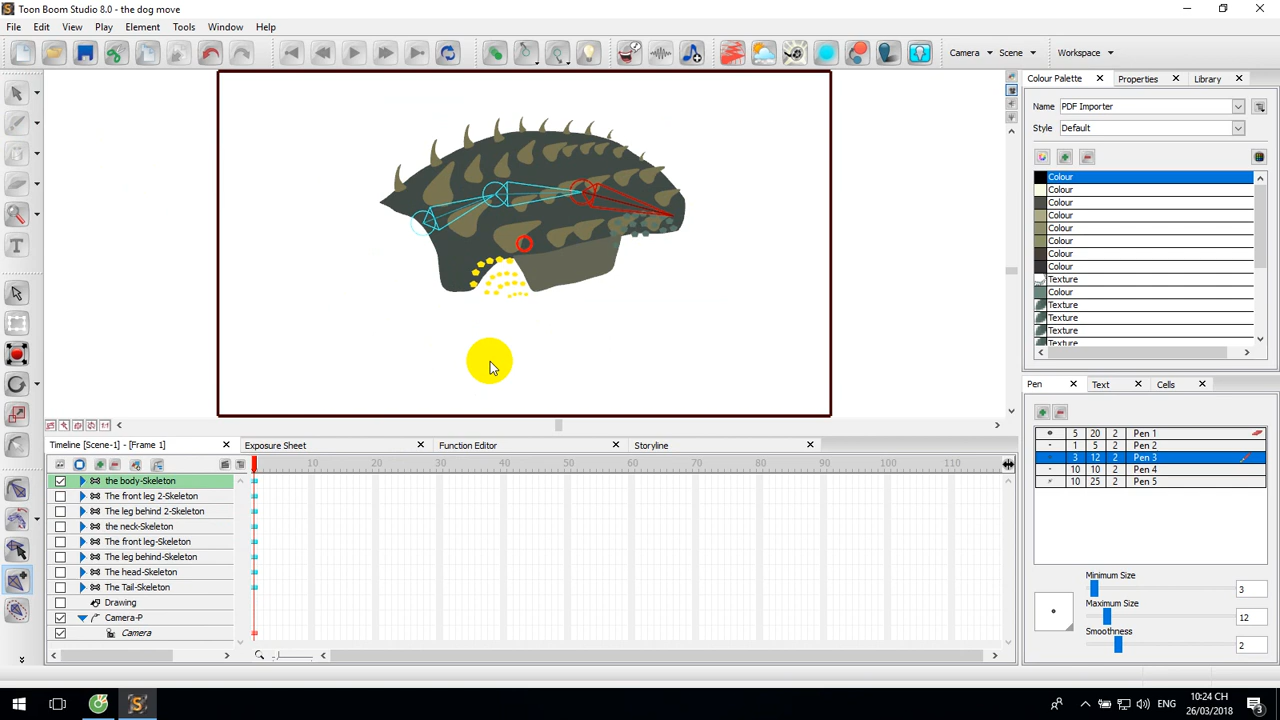 Toon Boom Studio 8.0 - the dog move
File Edit View Play Element Tools Window Help
Camera Scene Workspace
Colour Palette Properties Library
Name PDF Importer
Style Default
Colour
Colour
Colour
Colour
Colour
Colour
Colour
Colour
Texture
Colour
Texture
Texture
Texture
Texture
Pen Text Cells
5 20 2 Pen 1
1 5 2 Pen 2
3 12 2 Pen 3
10 10 2 Pen 4
10 25 2 Pen 5
Minimum Size
3
Maximum Size
12
Smoothness
2
Timeline [Scene-1] - [Frame 1] Exposure Sheet Function Editor Storyline
10 20 30 40 50 60 70 80 90 100 110
the body-Skeleton
The front leg 2-Skeleton
The leg behind 2-Skeleton
the neck-Skeleton
The front leg-Skeleton
The leg behind-Skeleton
The head-Skeleton
The Tail-Skeleton
Drawing
Camera-P
Camera
ENG
10:24 CH
26/03/2018
3